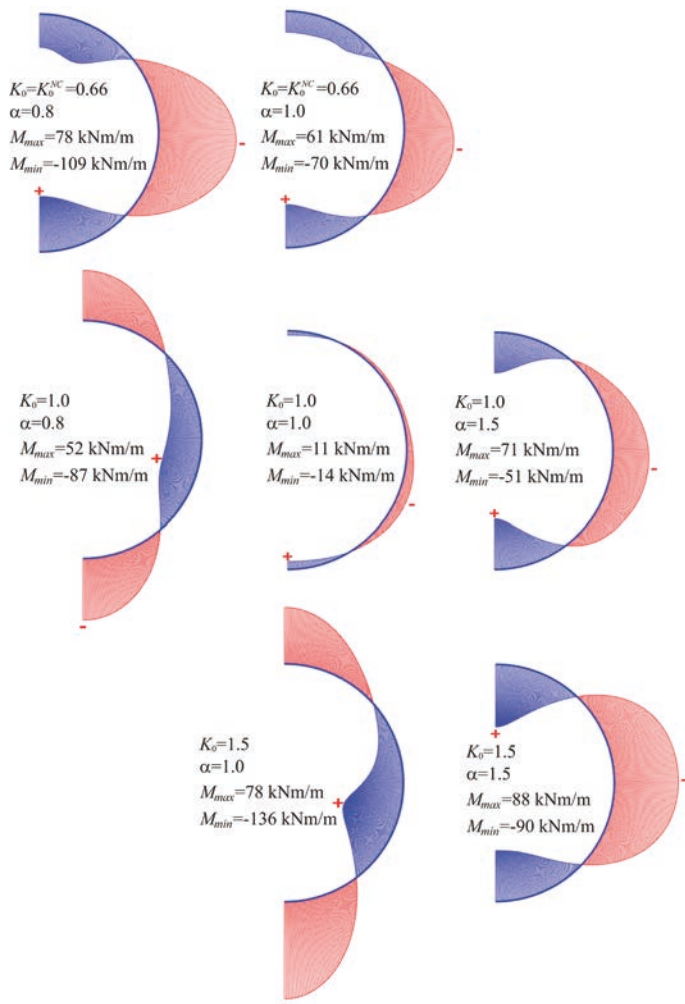 K₀=K₀ᴺᶜ=0.66
α=0.8
Mmax=78 kNm/m
Mmin=-109 kNm/m
+
-
K₀=K₀ᴺᶜ=0.66
α=1.0
Mmax=61 kNm/m
Mmin=-70 kNm/m
+
-
K₀=1.0
α=0.8
Mmax=52 kNm/m
+
Mmin=-87 kNm/m
-
K₀=1.0
α=1.0
Mmax=11 kNm/m
Mmin=-14 kNm/m
-
+
K₀=1.0
α=1.5
Mmax=71 kNm/m
-
Mmin=-51 kNm/m
+
K₀=1.5
α=1.0
Mmax=78 kNm/m
+
Mmin=-136 kNm/m
+
K₀=1.5
α=1.5
-
Mmax=88 kNm/m
Mmin=-90 kNm/m